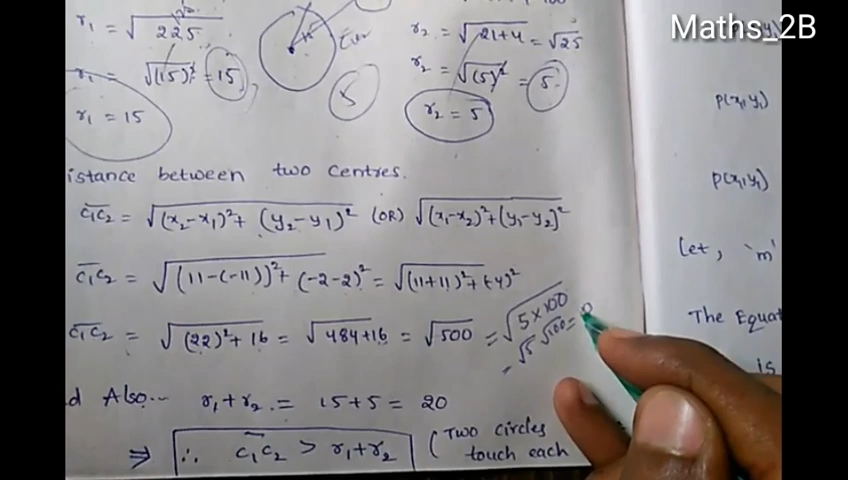 Maths_2B
r₁ = √225
r₁ = √(15)² = 15
r₁ = 15
r₂ = √21+4 = √25
r₂ = √(5)² = 5
r₂ = 5
5
istance between two centres.
C₁C₂ = √(x₂-x₁)²+(y₂-y₁)² (OR) √(x₁-x₂)²+(y₁-y₂)²
C₁C₂ = √(11-(-11))²+(-2-2)² = √(11+11)²+(-4)²
C₁C₂ = √(22)²+16 = √484+16 = √500 = √5×100
= √5 √100 =
d Also... r₁+r₂ = 15+5 = 20
⇒ ∴ C₁C₂ > r₁+r₂ (Two circles
touch each
P(x₁,y₁)
P(x₁,y₁)
Let, 'm'
The Equat
is